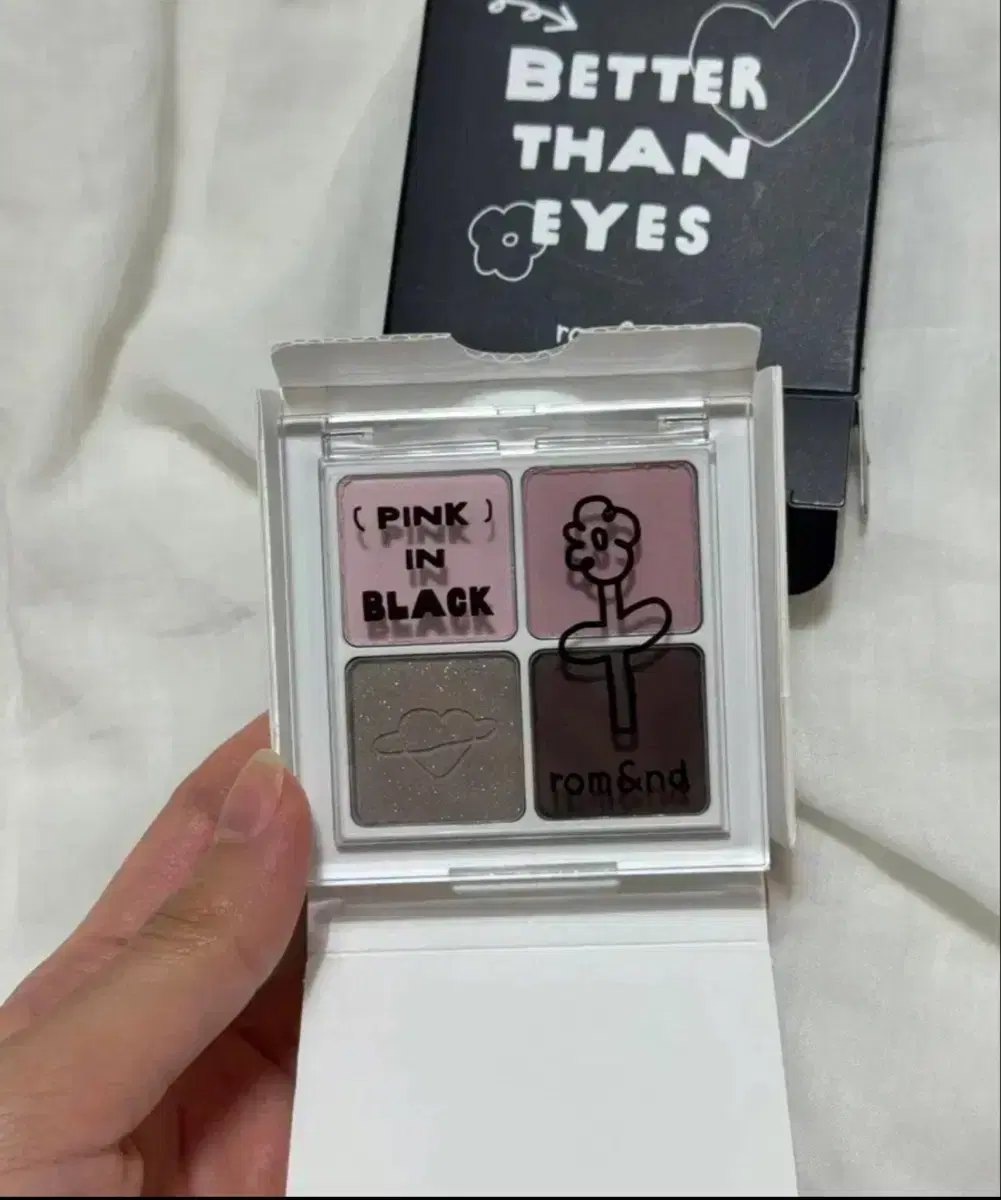 BETTER
THAN
EYES
( PINK )
IN
BLACK
rom&nd